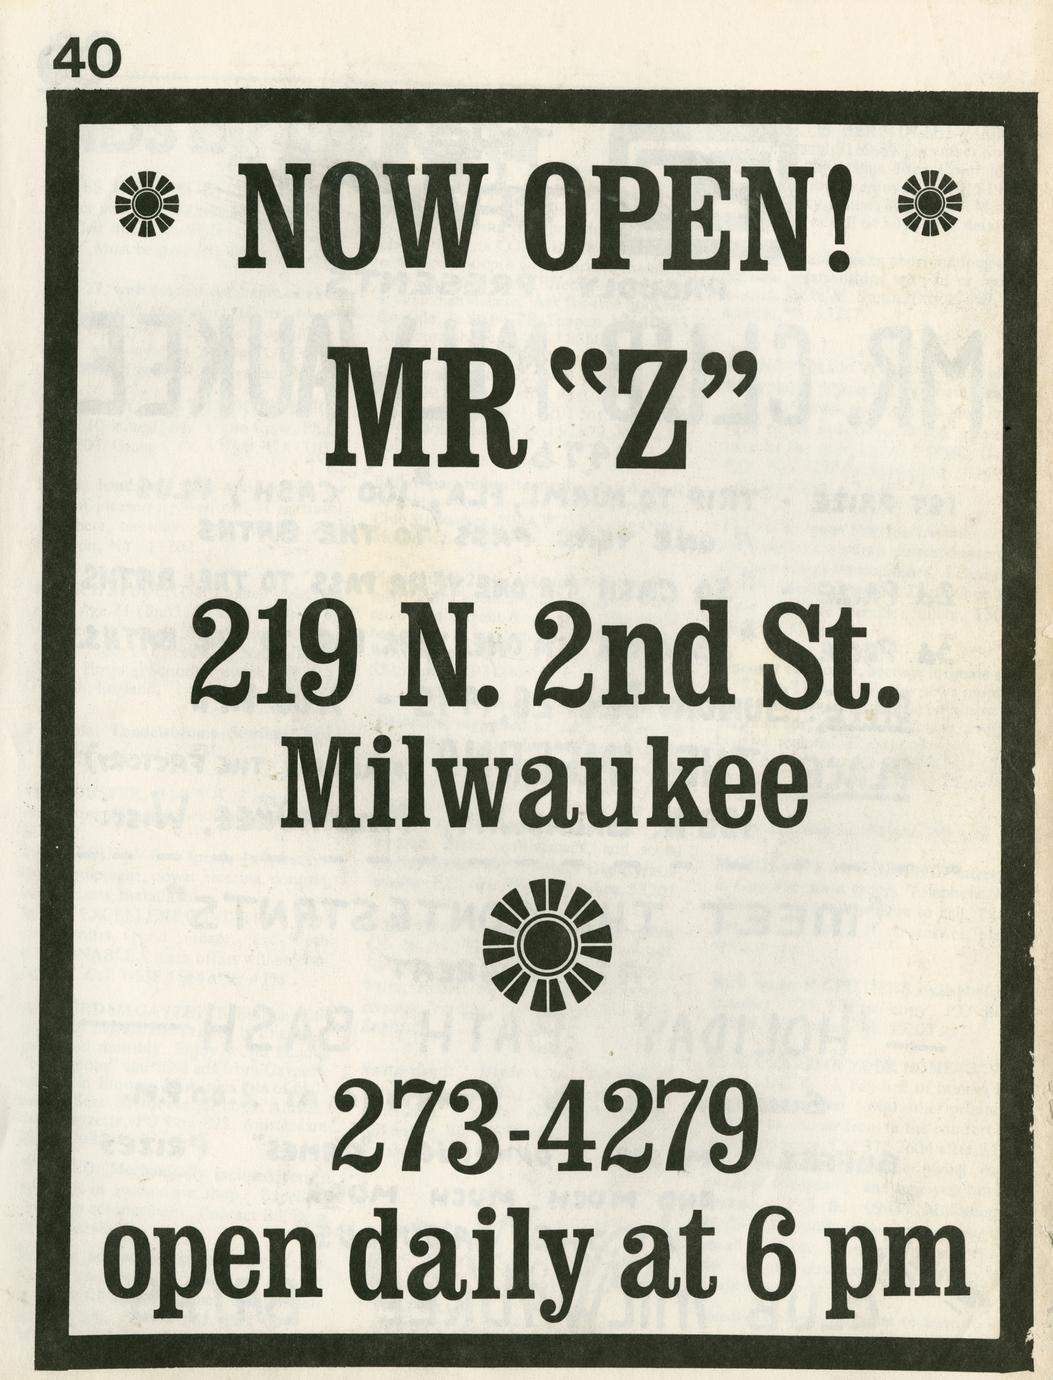 40
NOW OPEN!
MR “Z”
219 N. 2nd St.
Milwaukee
273-4279
open daily at 6 pm